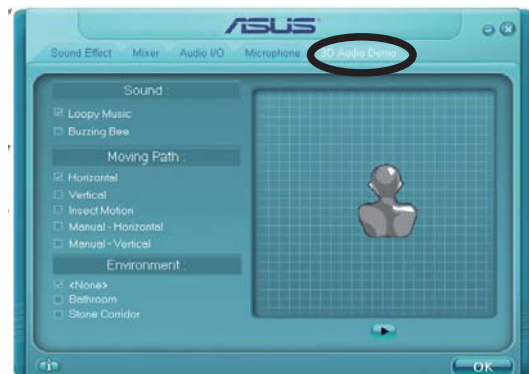 ASUS
Sound Effect Mixer Audio I/O Microphone 3D Audio Demo
Sound :
Loopy Music
Buzzing Bee
Moving Path :
Horizontal
Vertical
Insect Motion
Manual - Horizontal
Manual - Vertical
Environment :
<None>
Bathroom
Stone Corridor
i
OK